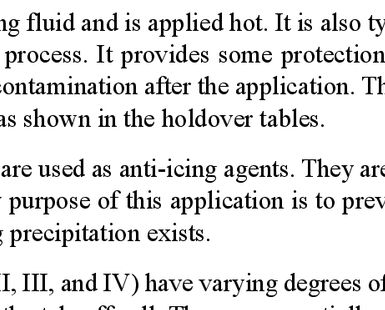 ng fluid and is applied hot. It is also ty
process. It provides some protection
contamination after the application. Th
as shown in the holdover tables.
are used as anti-icing agents. They are
purpose of this application is to prev
g precipitation exists.
II, III, and IV) have varying degrees of